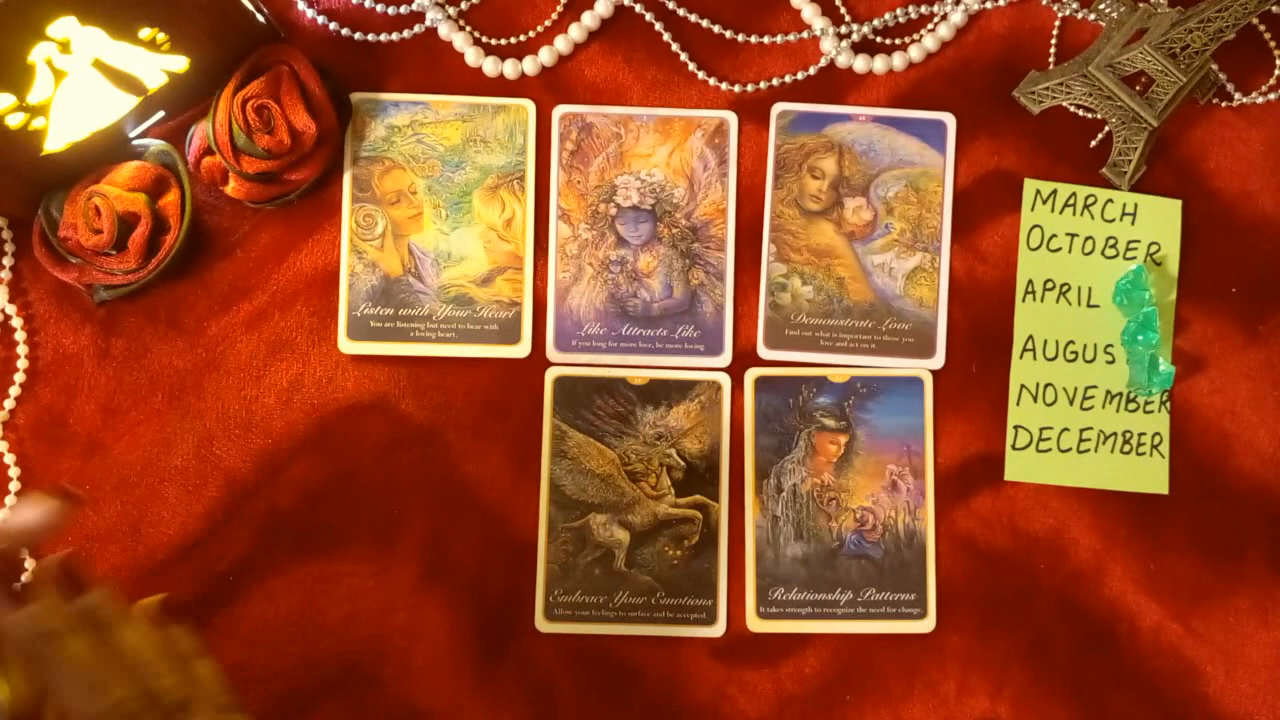 Listen with Your Heart
You are listening but need to hear with
a loving heart.
Like Attracts Like
If you long for more love, be more loving
Demonstrate Love
Find out what is important to those you
love and act on it.
Embrace Your Emotions
Allow your feelings to surface and be accepted.
Relationship Patterns
It takes strength to recognize the need for change.
MARCH
OCTOBER
APRIL
AUGUS
NOVEMBER
DECEMBER